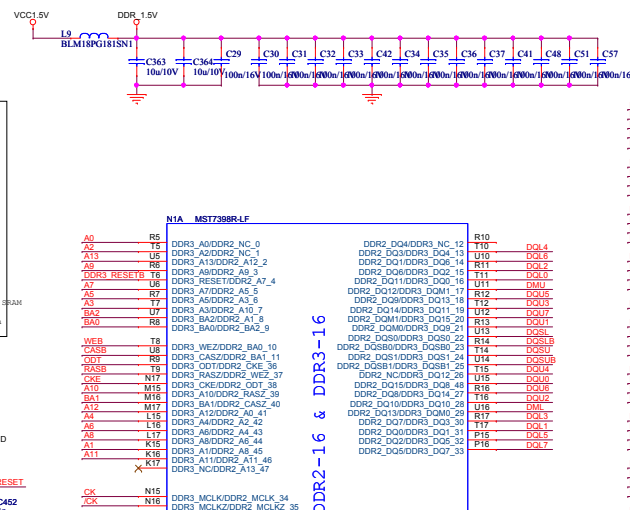 VCC1.5V
DDR_1.5V
L9
BLM18PG181SN1
C363
10u/10V
C364
10u/10V
C29
100n/16V
C30
C31
C32
C33
C42
C34
C35
C36
C37
C41
C48
C51
C57
N1A MST7398R-LF
A0 R5 DDR3_A0/DDR2_NC_0
A2 T5 DDR3_A2/DDR2_NC_1
A13 U5 DDR3_A13/DDR2_A12_2
A9 R6 DDR3_A9/DDR2_A9_3
DDR3_RESETB T6 DDR3_RESET/DDR2_A7_4
A7 U6 DDR3_A7/DDR2_A5_5
A5 R7 DDR3_A5/DDR2_A3_6
A3 T7 DDR3_A3/DDR2_A10_7
BA2 U7 DDR3_BA2/DDR2_A1_8
BA0 R8 DDR3_BA0/DDR2_BA2_9
WEB T8 DDR3_WEZ/DDR2_BA0_10
CASB U8 DDR3_CASZ/DDR2_BA1_11
ODT R9 DDR3_ODT/DDR2_CKE_36
RASB T9 DDR3_RASZ/DDR2_WEZ_37
CKE N17 DDR3_CKE/DDR2_ODT_38
A10 M15 DDR3_A10/DDR2_RASZ_39
BA1 M16 DDR3_BA1/DDR2_CASZ_40
A12 M17 DDR3_A12/DDR2_A0_41
A4 L15 DDR3_A4/DDR2_A2_42
A6 L16 DDR3_A6/DDR2_A4_43
A8 L17 DDR3_A8/DDR2_A6_44
A1 K15 DDR3_A1/DDR2_A8_45
A11 K16 DDR3_A11/DDR2_A11_46
K17 DDR3_NC/DDR2_A13_47
CK N15 DDR3_MCLK/DDR2_MCLK_34
/CK N16 DDR3_MCLKZ/DDR2_MCLKZ_35
DDR2-16 & DDR3-16
DDR2_DQ4/DDR3_NC_12 R10
DDR2_DQ3/DDR3_DQ4_13 T10 DQL4
DDR2_DQ1/DDR3_DQ6_14 U10 DQL6
DDR2_DQ6/DDR3_DQ2_15 R11 DQL2
DDR2_DQ11/DDR3_DQ0_16 T11 DQL0
DDR2_DQ12/DDR3_DQM1_17 U11 DMU
DDR2_DQ9/DDR3_DQ13_18 R12 DQU5
DDR2_DQ14/DDR3_DQ11_19 T12 DQU3
DDR2_DQM1/DDR3_DQ15_20 U12 DQU7
DDR2_DQM0/DDR3_DQ9_21 R13 DQU1
DDR2_DQS0/DDR3_DQS0_22 U13 DQSL
DDR2_DQSB0/DDR3_DQSB0_23 R14 DQSLB
DDR2_DQS1/DDR3_DQS1_24 T14 DQSU
DDR2_DQSB1/DDR3_DQSB1_25 U14 DQSUB
DDR2_NC/DDR3_DQ12_26 T15 DQU4
DDR2_DQ15/DDR3_DQ8_48 U15 DQU0
DDR2_DQ8/DDR3_DQ14_27 R16 DQU6
DDR2_DQ10/DDR3_DQ10_28 T16 DQU2
DDR2_DQ13/DDR3_DQM0_29 U16 DML
DDR2_DQ7/DDR3_DQ3_30 R17 DQL3
DDR2_DQ0/DDR3_DQ1_31 T17 DQL1
DDR2_DQ2/DDR3_DQ5_32 P15 DQL5
DDR2_DQ5/DDR3_DQ7_33 P16 DQL7
SRAM
D
RESET
C452